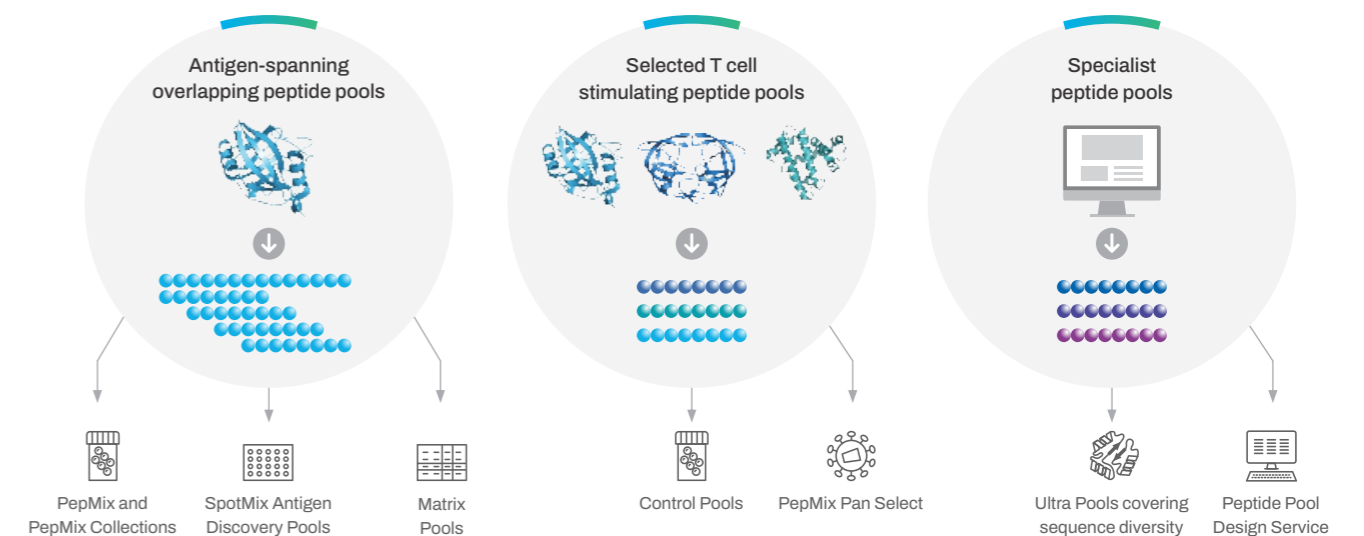 Antigen-spanning
overlapping peptide pools
Selected T cell
stimulating peptide pools
Specialist
peptide pools
PepMix and
PepMix Collections
SpotMix Antigen
Discovery Pools
Matrix
Pools
Control Pools
PepMix Pan Select
Ultra Pools covering
sequence diversity
Peptide Pool
Design Service